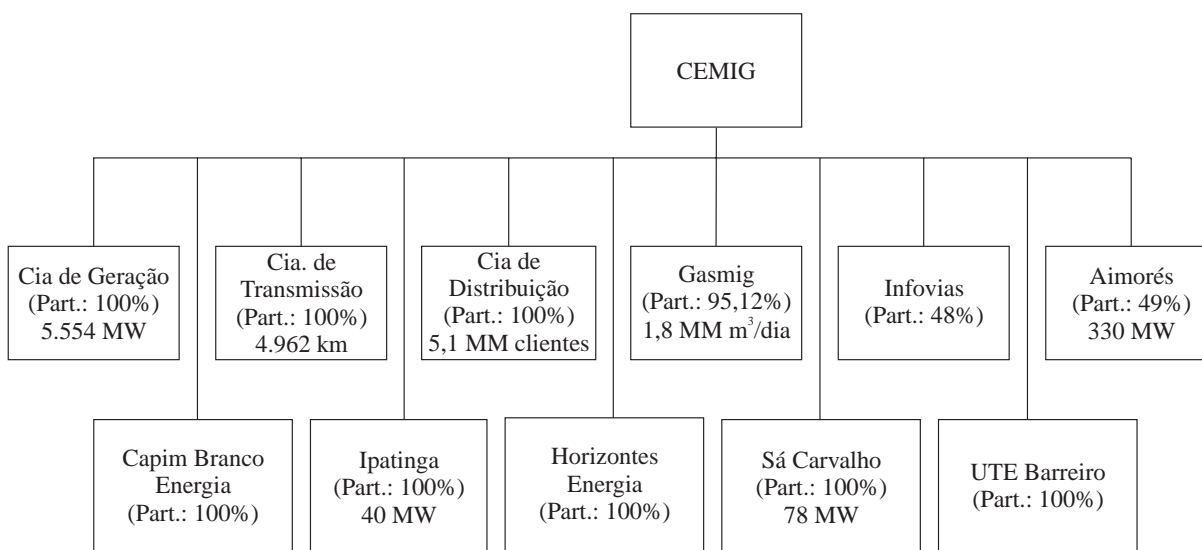 CEMIG
Cia de Geração
(Part.: 100%)
5.554 MW
Cia. de
Transmissão
(Part.: 100%)
4.962 km
Cia de
Distribuição
(Part.: 100%)
5,1 MM clientes
Gasmig
(Part.: 95,12%)
1,8 MM m³/dia
Infovias
(Part.: 48%)
Aimorés
(Part.: 49%)
330 MW
Capim Branco
Energia
(Part.: 100%)
Ipatinga
(Part.: 100%)
40 MW
Horizontes
Energia
(Part.: 100%)
Sá Carvalho
(Part.: 100%)
78 MW
UTE Barreiro
(Part.: 100%)